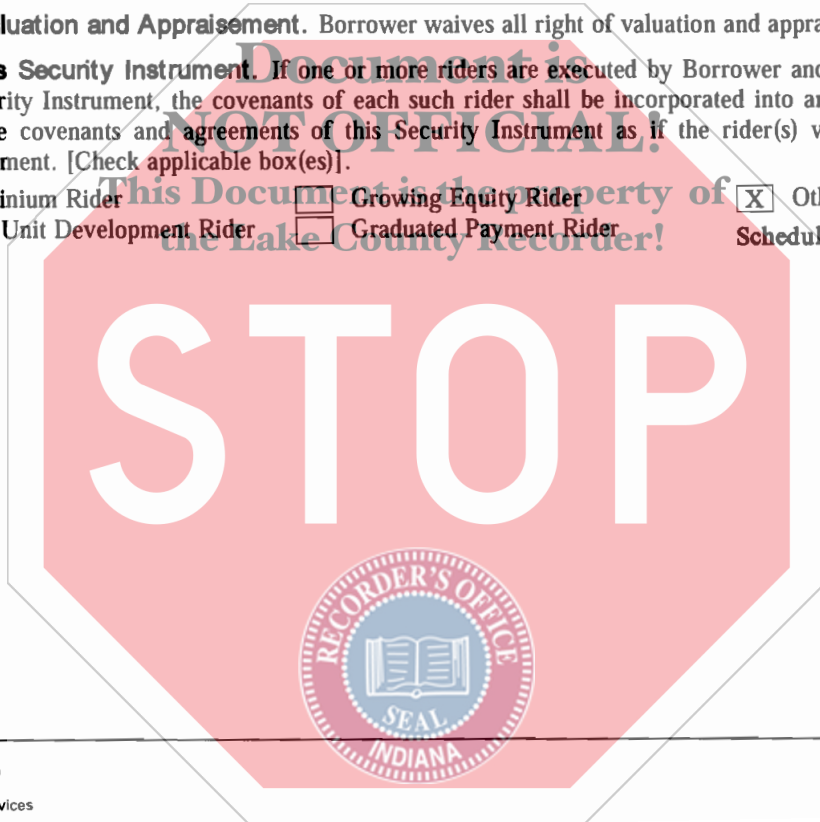 luation and Appraisement. Borrower waives all right of valuation and appra
Document is
s Security Instrument. If one or more riders are executed by Borrower and
rity Instrument, the covenants of each such rider shall be incorporated into an
NOT OFFICIAL!
e covenants and agreements of this Security Instrument as if the rider(s) w
ment. [Check applicable box(es)].
This Document is the property of
inium Rider Growing Equity Rider X Oth
the Lake County Recorder!
Unit Development Rider Graduated Payment Rider Schedul
STOP
RECORDER'S OFFICE
SEAL
INDIANA
vices